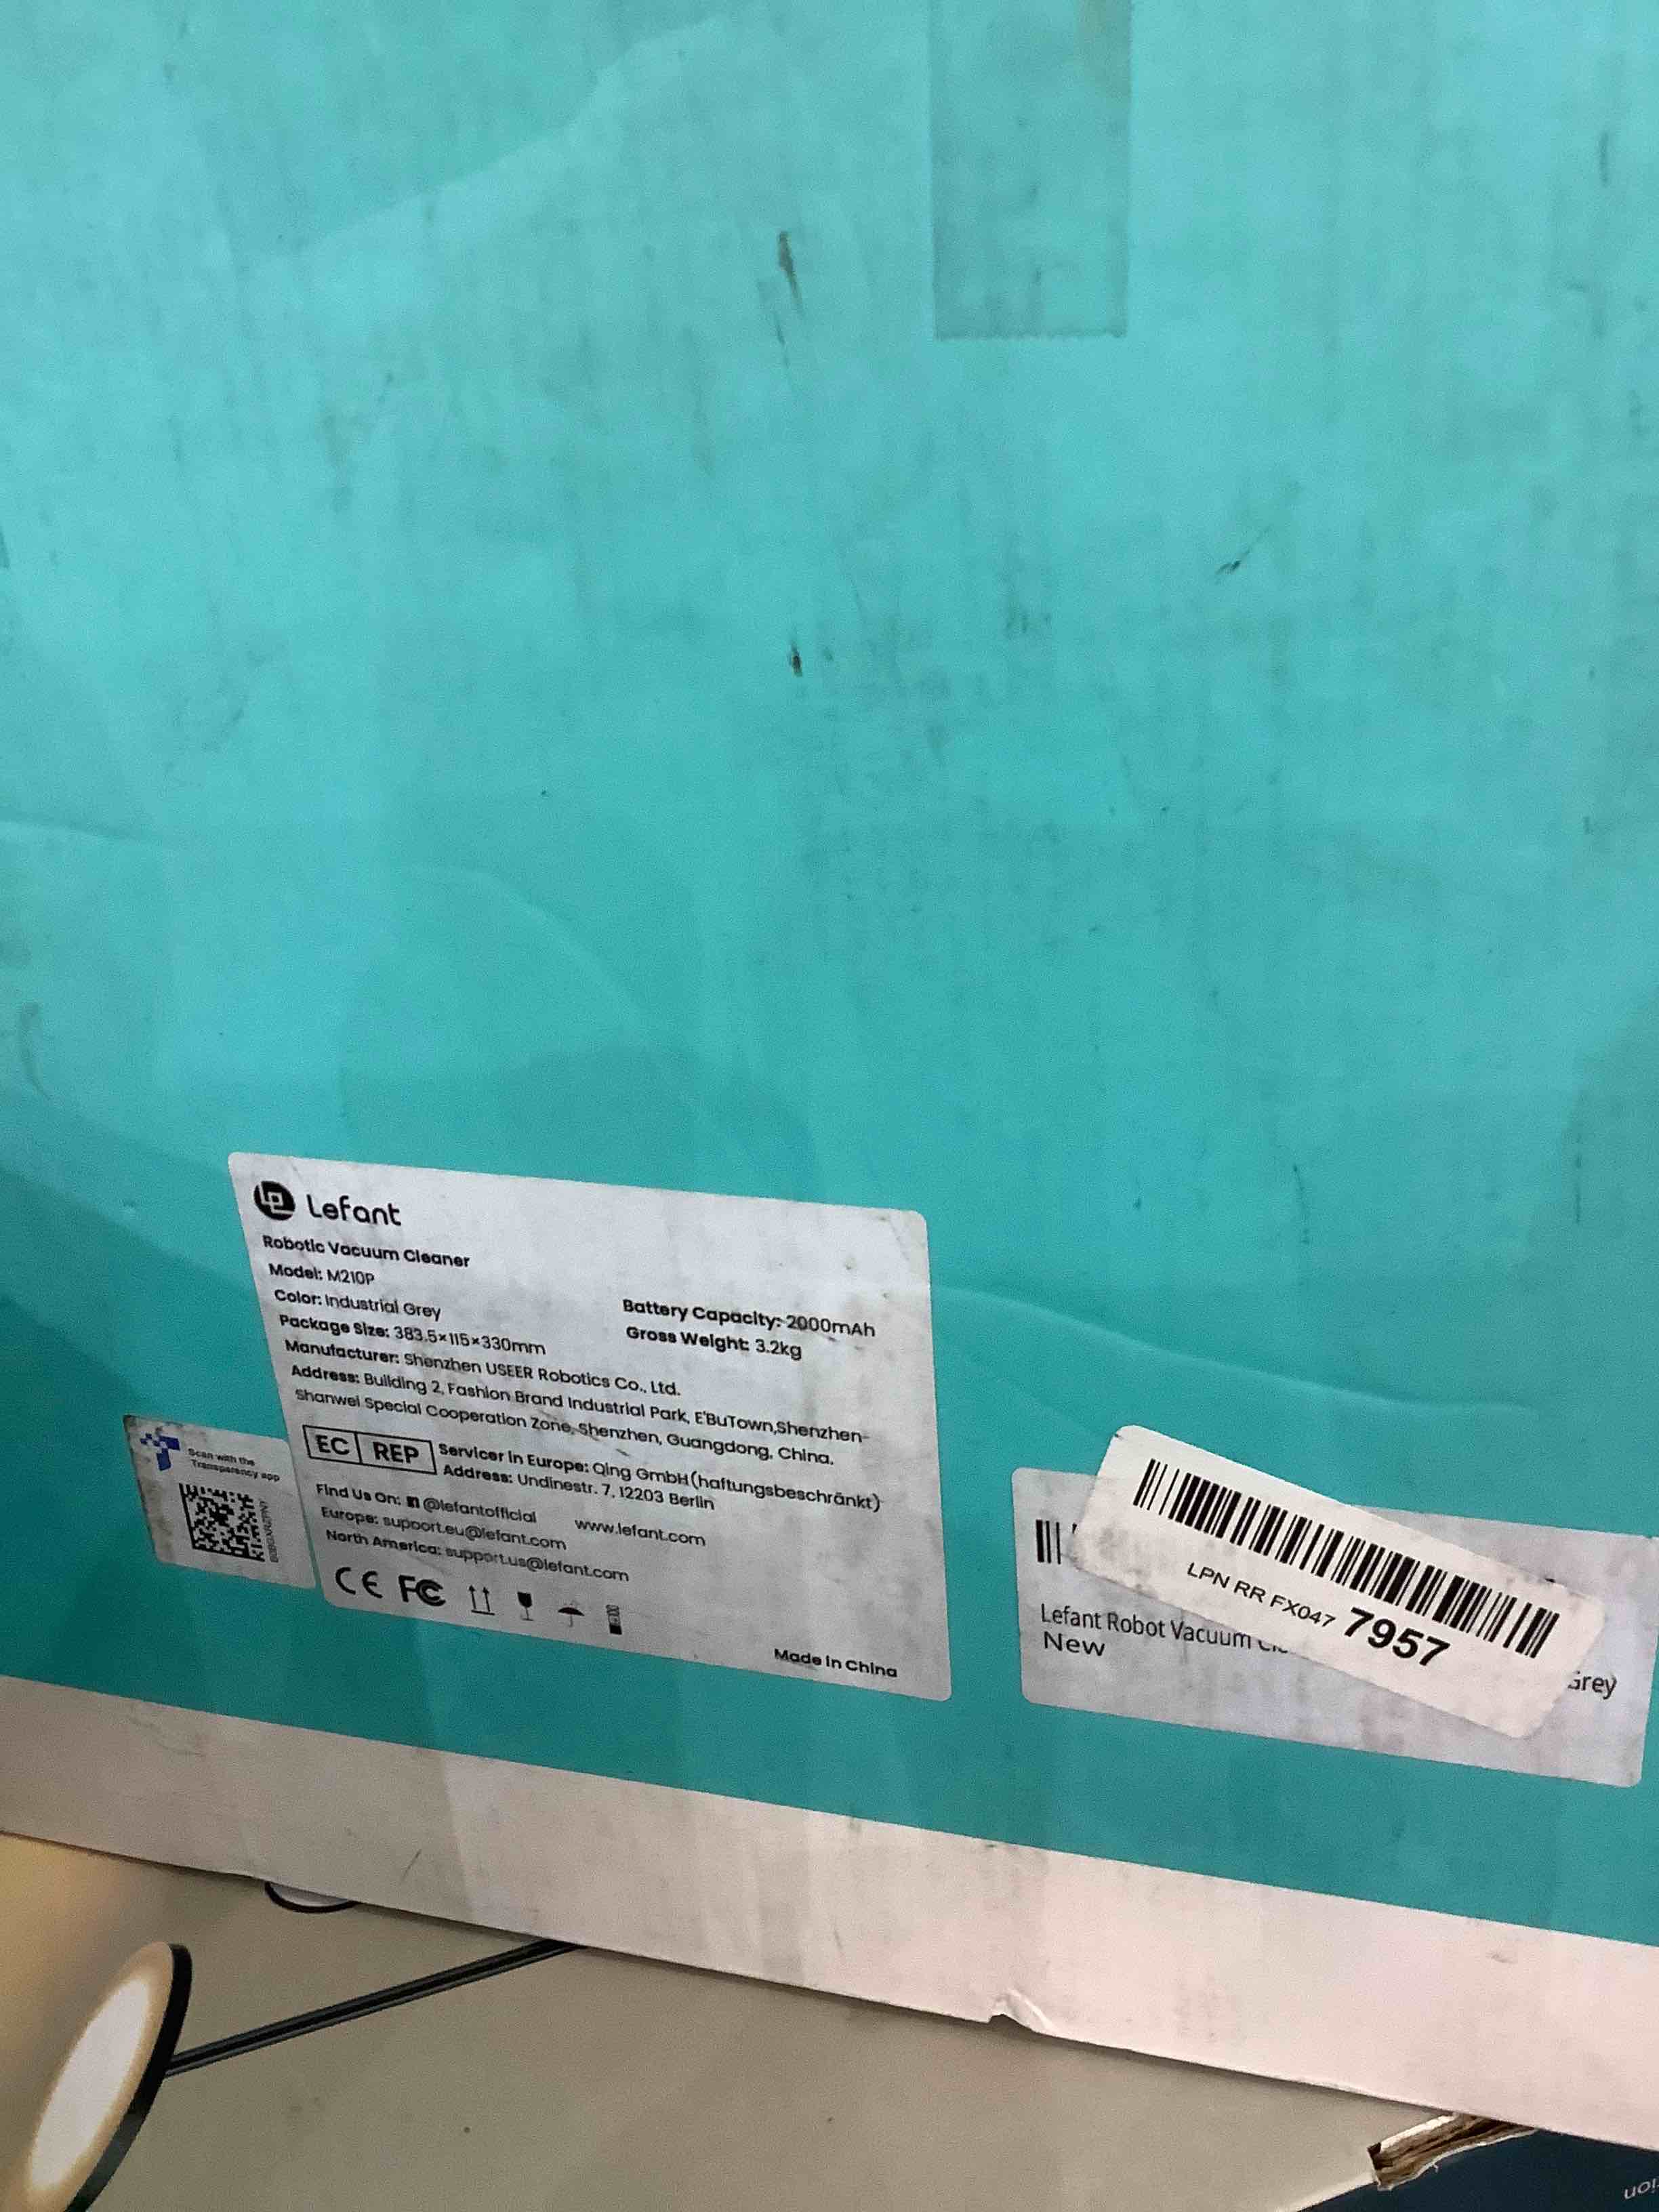 Lefant
Robotic Vacuum Cleaner
Model: M210P
Color: Industrial Grey
Battery Capacity: 2000mAh
Package Size: 383.5×115×330mm
Gross Weight: 3.2kg
Manufacturer: Shenzhen USEER Robotics Co., Ltd.
Address: Building 2, Fashion Brand Industrial Park, E'BuTown,Shenzhen-
Shanwei Special Cooperation Zone, Shenzhen, Guangdong, China.
EC REP
Servicer in Europe: Qing GmbH(haftungsbeschränkt)
Address: Undinestr. 7, 12203 Berlin
Find Us On: @lefantofficial www.lefant.com
Europe: support.eu@lefant.com
North America: support.us@lefant.com
CE FC
Made in China
Scan with the
Transparency app
LPN RR FX047 7957
Lefant Robot Vacuum
Grey
New